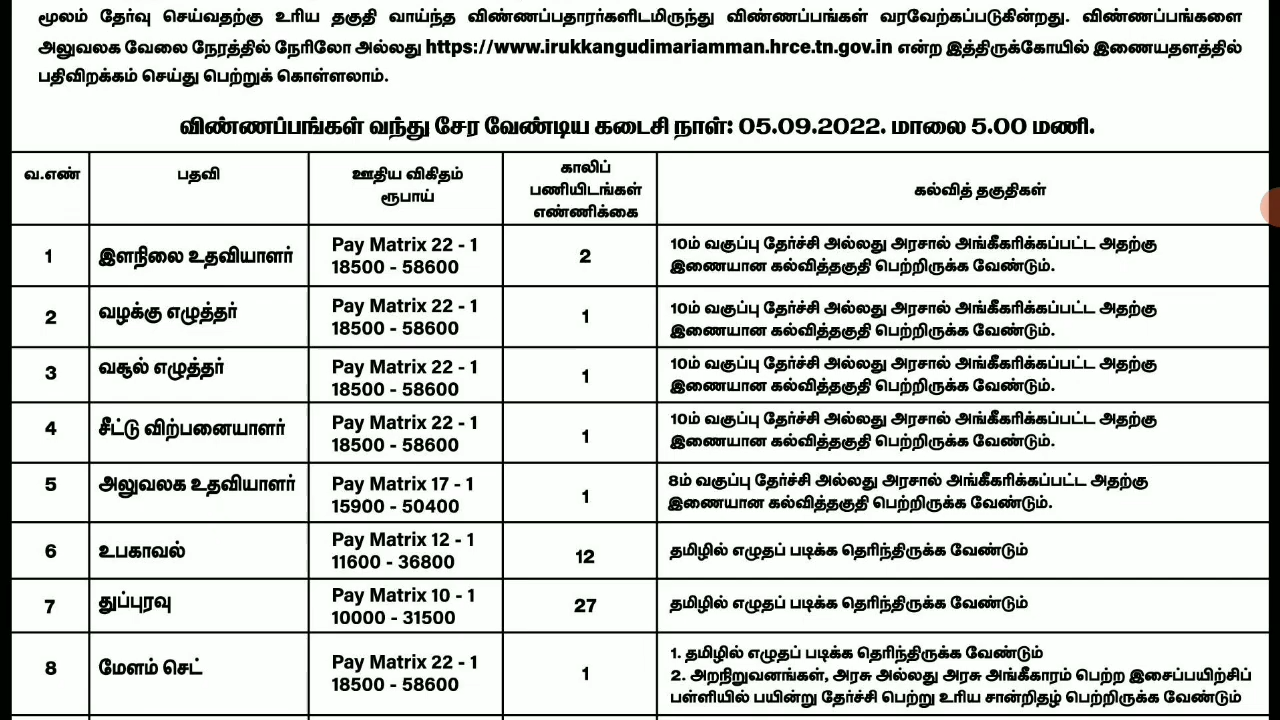 மூலம் தேர்வு செய்வதற்கு உரிய தகுதி வாய்ந்த விண்ணப்பதாரர்களிடமிருந்து விண்ணப்பங்கள் வரவேற்கப்படுகின்றது. விண்ணப்பங்களை
அலுவலக வேலை நேரத்தில் நேரிலோ அல்லது https://www.irukkangudimariamman.hrce.tn.gov.in என்ற இத்திருக்கோயில் இணையதளத்தில்
பதிவிறக்கம் செய்து பெற்றுக் கொள்ளலாம்.
விண்ணப்பங்கள் வந்து சேர வேண்டிய கடைசி நாள்: 05.09.2022. மாலை 5.00 மணி.
வ.எண்
பதவி
ஊதிய விகிதம்
ரூபாய்
காலிப்
பணியிடங்கள்
எண்ணிக்கை
கல்வித் தகுதிகள்
1
இளநிலை உதவியாளர்
Pay Matrix 22 - 1
18500 - 58600
2
10ம் வகுப்பு தேர்ச்சி அல்லது அரசால் அங்கீகரிக்கப்பட்ட அதற்கு
இணையான கல்வித்தகுதி பெற்றிருக்க வேண்டும்.
2
வழக்கு எழுத்தர்
Pay Matrix 22 - 1
18500 - 58600
1
10ம் வகுப்பு தேர்ச்சி அல்லது அரசால் அங்கீகரிக்கப்பட்ட அதற்கு
இணையான கல்வித்தகுதி பெற்றிருக்க வேண்டும்.
3
வசூல் எழுத்தர்
Pay Matrix 22 - 1
18500 - 58600
1
10ம் வகுப்பு தேர்ச்சி அல்லது அரசால் அங்கீகரிக்கப்பட்ட அதற்கு
இணையான கல்வித்தகுதி பெற்றிருக்க வேண்டும்.
4
சீட்டு விற்பனையாளர்
Pay Matrix 22 - 1
18500 - 58600
1
10ம் வகுப்பு தேர்ச்சி அல்லது அரசால் அங்கீகரிக்கப்பட்ட அதற்கு
இணையான கல்வித்தகுதி பெற்றிருக்க வேண்டும்.
5
அலுவலக உதவியாளர்
Pay Matrix 17 - 1
15900 - 50400
1
8ம் வகுப்பு தேர்ச்சி அல்லது அரசால் அங்கீகரிக்கப்பட்ட அதற்கு
இணையான கல்வித்தகுதி பெற்றிருக்க வேண்டும்.
6
உபகாவல்
Pay Matrix 12 - 1
11600 - 36800
12
தமிழில் எழுதப் படிக்க தெரிந்திருக்க வேண்டும்
7
துப்புரவு
Pay Matrix 10 - 1
10000 - 31500
27
தமிழில் எழுதப் படிக்க தெரிந்திருக்க வேண்டும்
8
மேளம் செட்
Pay Matrix 22 - 1
18500 - 58600
1
1. தமிழில் எழுதப் படிக்க தெரிந்திருக்க வேண்டும்
2. அறநிறுவனங்கள், அரசு அல்லது அரசு அங்கீகாரம் பெற்ற இசைப்பயிற்சிப்
பள்ளியில் பயின்று தேர்ச்சி பெற்று உரிய சான்றிதழ் பெற்றிருக்க வேண்டும்